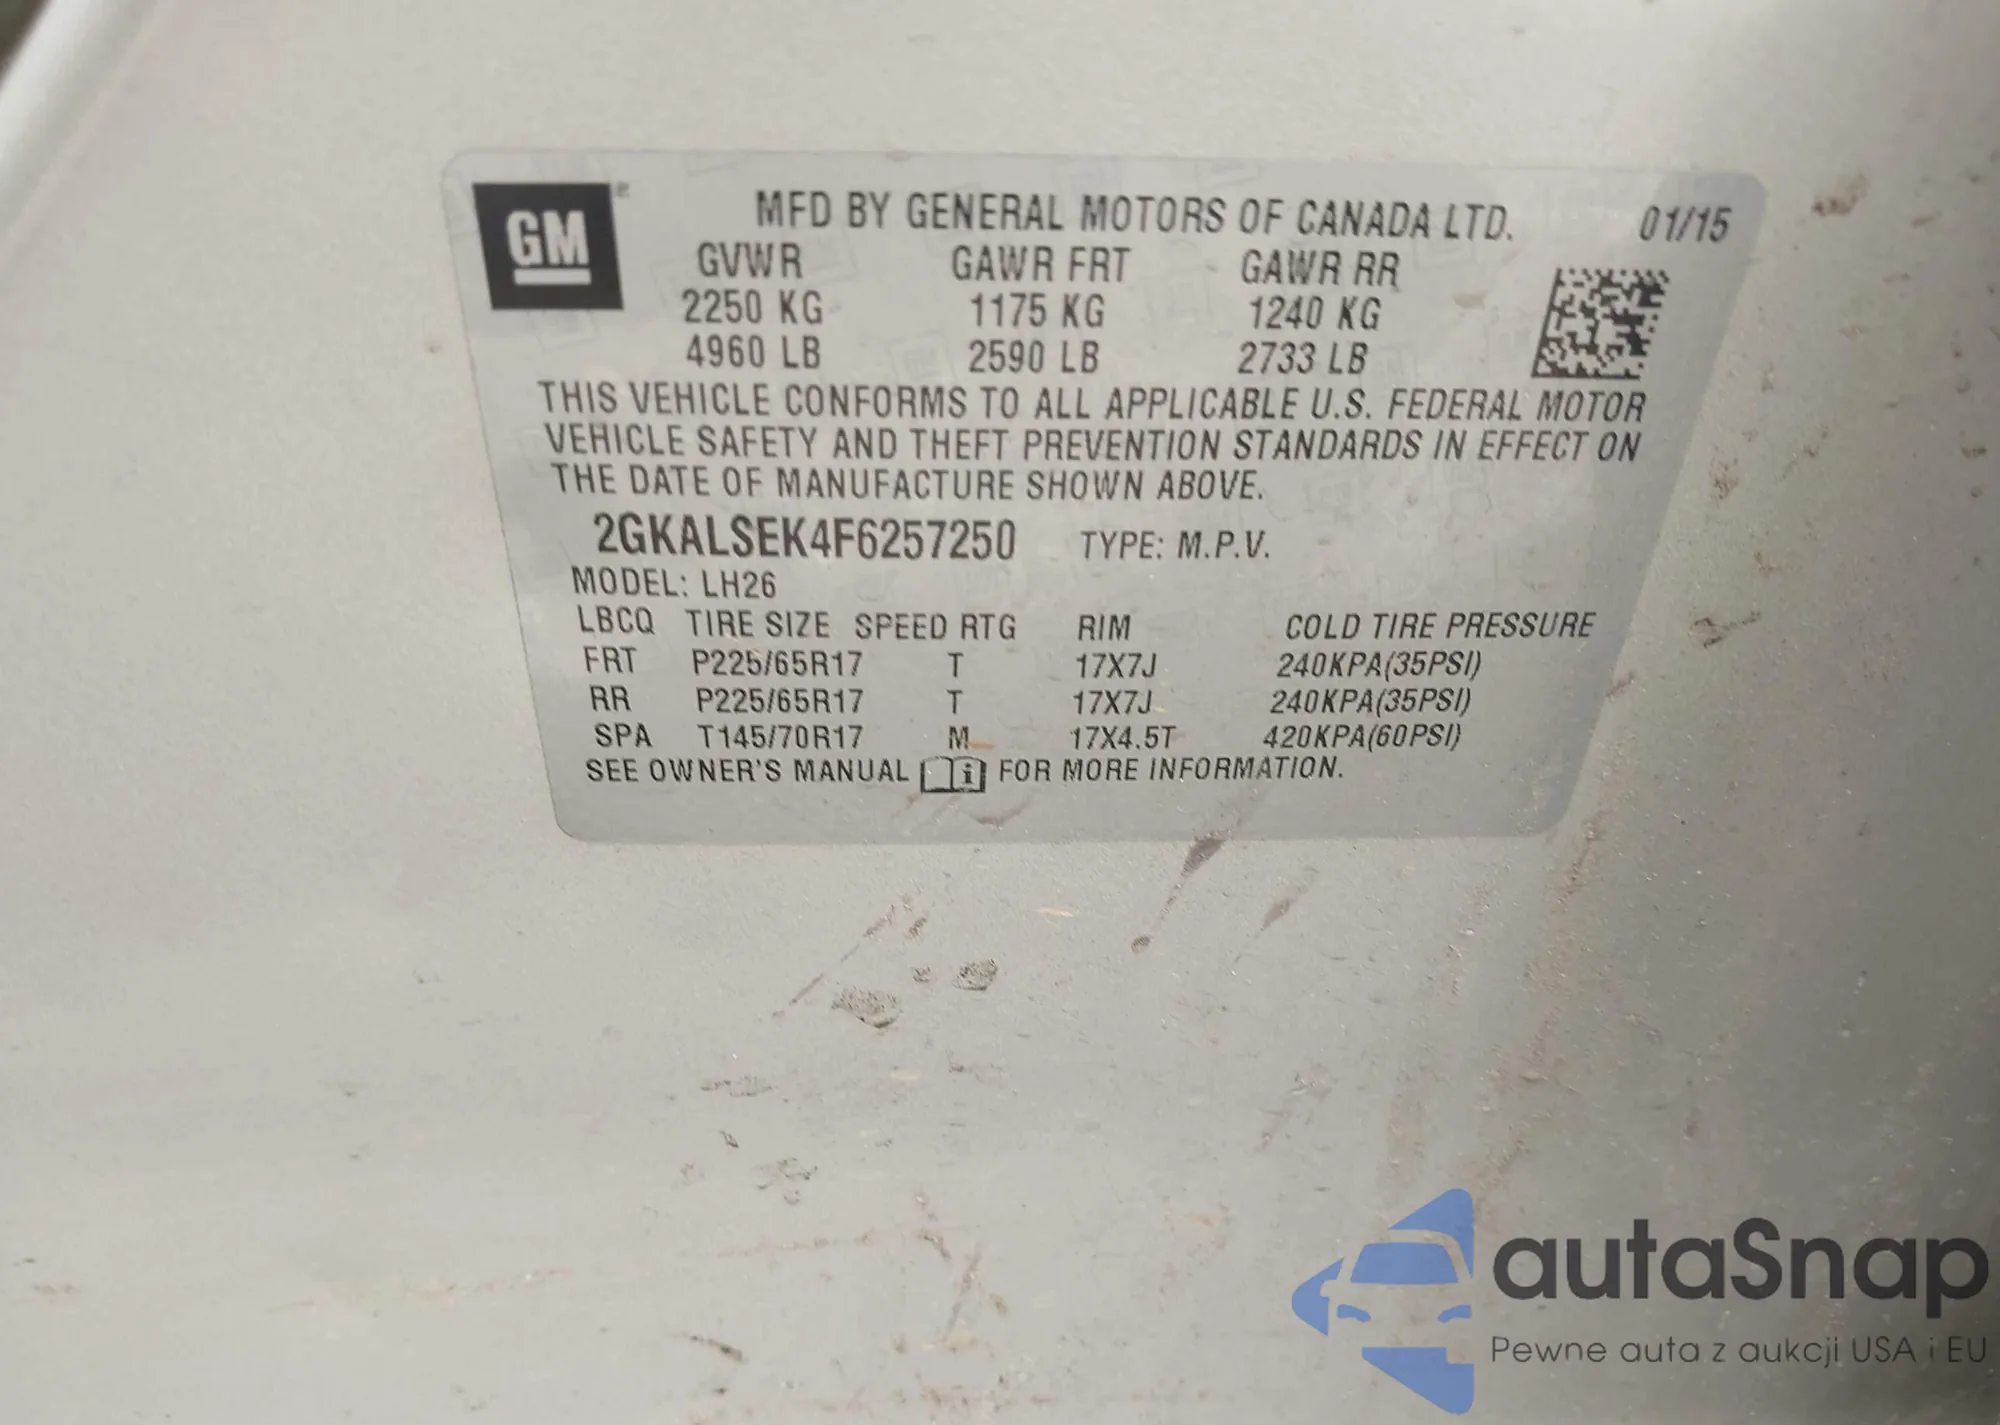 GM
MFD BY GENERAL MOTORS OF CANADA LTD. 01/15
GVWR GAWR FRT GAWR RR
2250 KG 1175 KG 1240 KG
4960 LB 2590 LB 2733 LB
THIS VEHICLE CONFORMS TO ALL APPLICABLE U.S. FEDERAL MOTOR
VEHICLE SAFETY AND THEFT PREVENTION STANDARDS IN EFFECT ON
THE DATE OF MANUFACTURE SHOWN ABOVE.
2GKALSEK4F6257250 TYPE: M.P.V.
MODEL: LH26
LBCQ TIRE SIZE SPEED RTG RIM COLD TIRE PRESSURE
FRT P225/65R17 T 17X7J 240KPA(35PSI)
RR P225/65R17 T 17X7J 240KPA(35PSI)
SPA T145/70R17 M 17X4.5T 420KPA(60PSI)
SEE OWNER'S MANUAL i FOR MORE INFORMATION.
autaSnap
Pewne auta z aukcji USA i EU